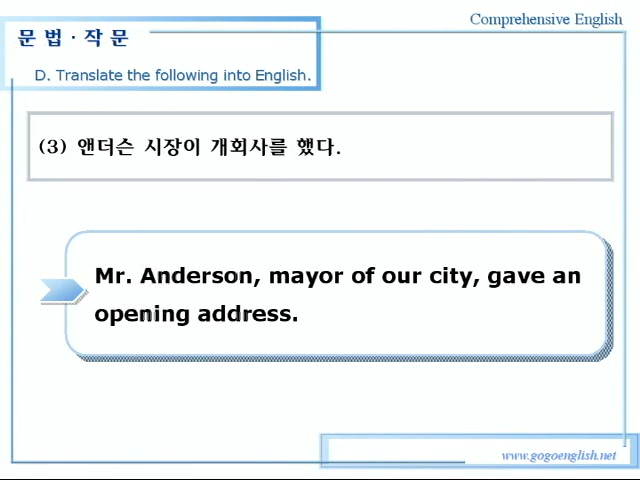 Comprehensive English
문 법 · 작 문
D. Translate the following into English.
(3) 앤더슨 시장이 개회사를 했다.
Mr. Anderson, mayor of our city, gave an
opening address.
www.gogoenglish.net